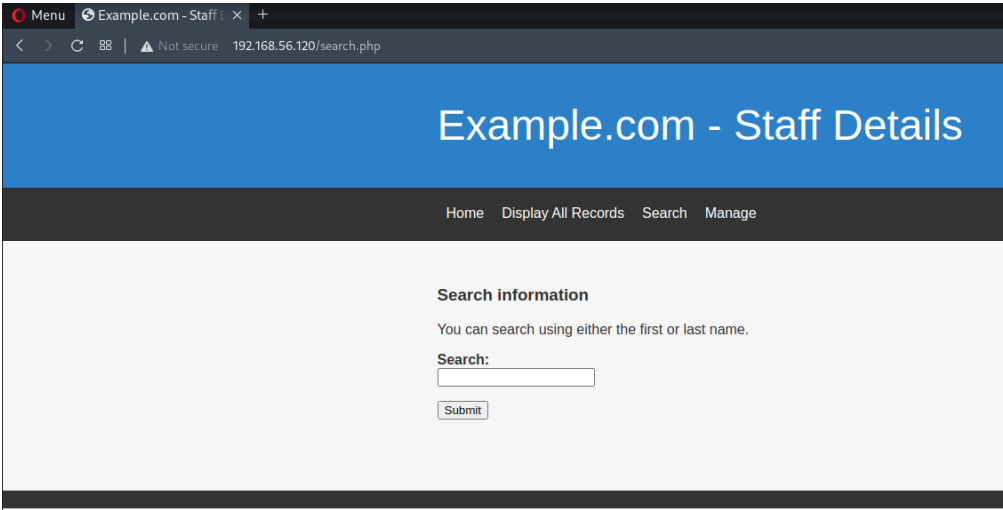 Menu Example.com - Staff D
Not secure 192.168.56.120/search.php
Example.com - Staff Details
Home Display All Records Search Manage
Search information
You can search using either the first or last name.
Search:
Submit